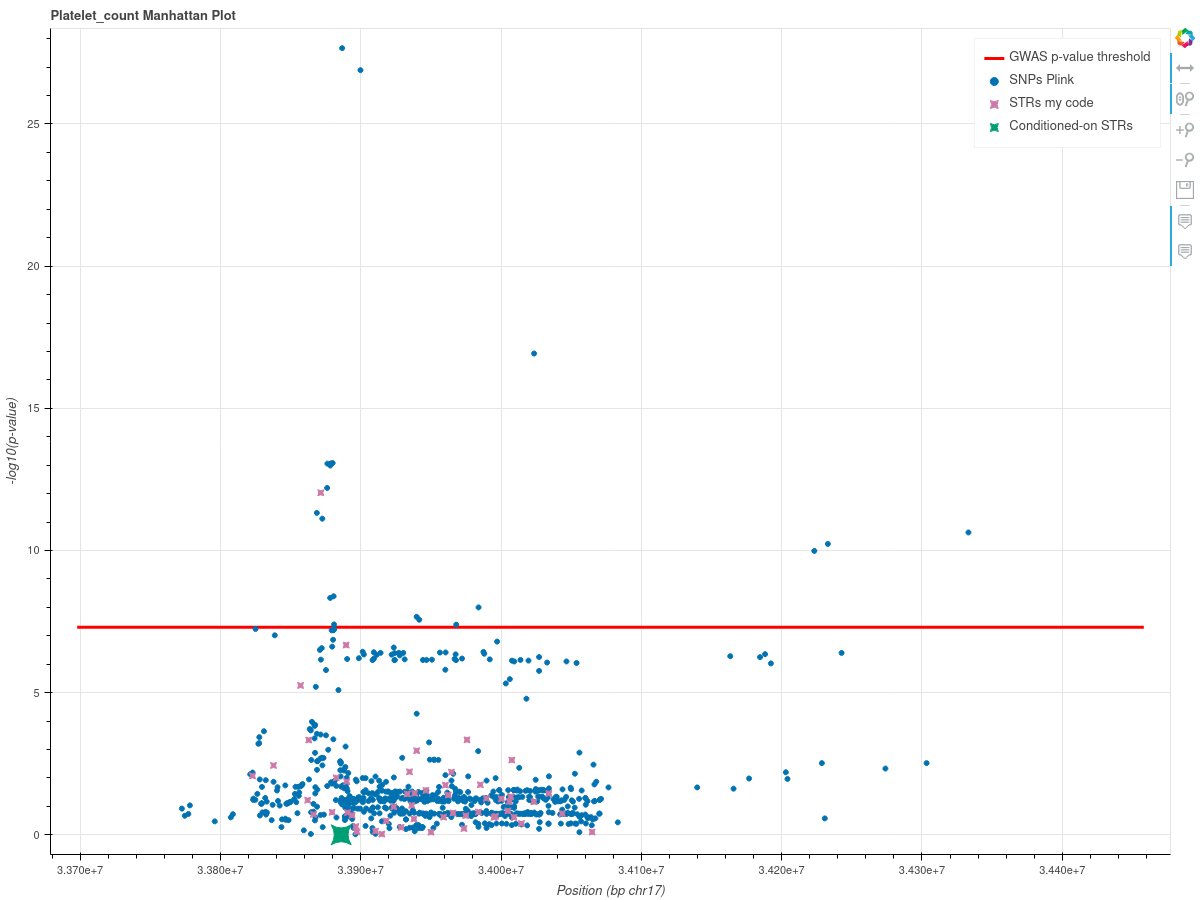 Platelet_count Manhattan Plot
GWAS p-value threshold
SNPs Plink
STRs my code
Conditioned-on STRs
25
20
15
10
5
0
-log10(p-value)
3.370e+7 3.380e+7 3.390e+7 3.400e+7 3.410e+7 3.420e+7 3.430e+7 3.440e+7
Position (bp chr17)